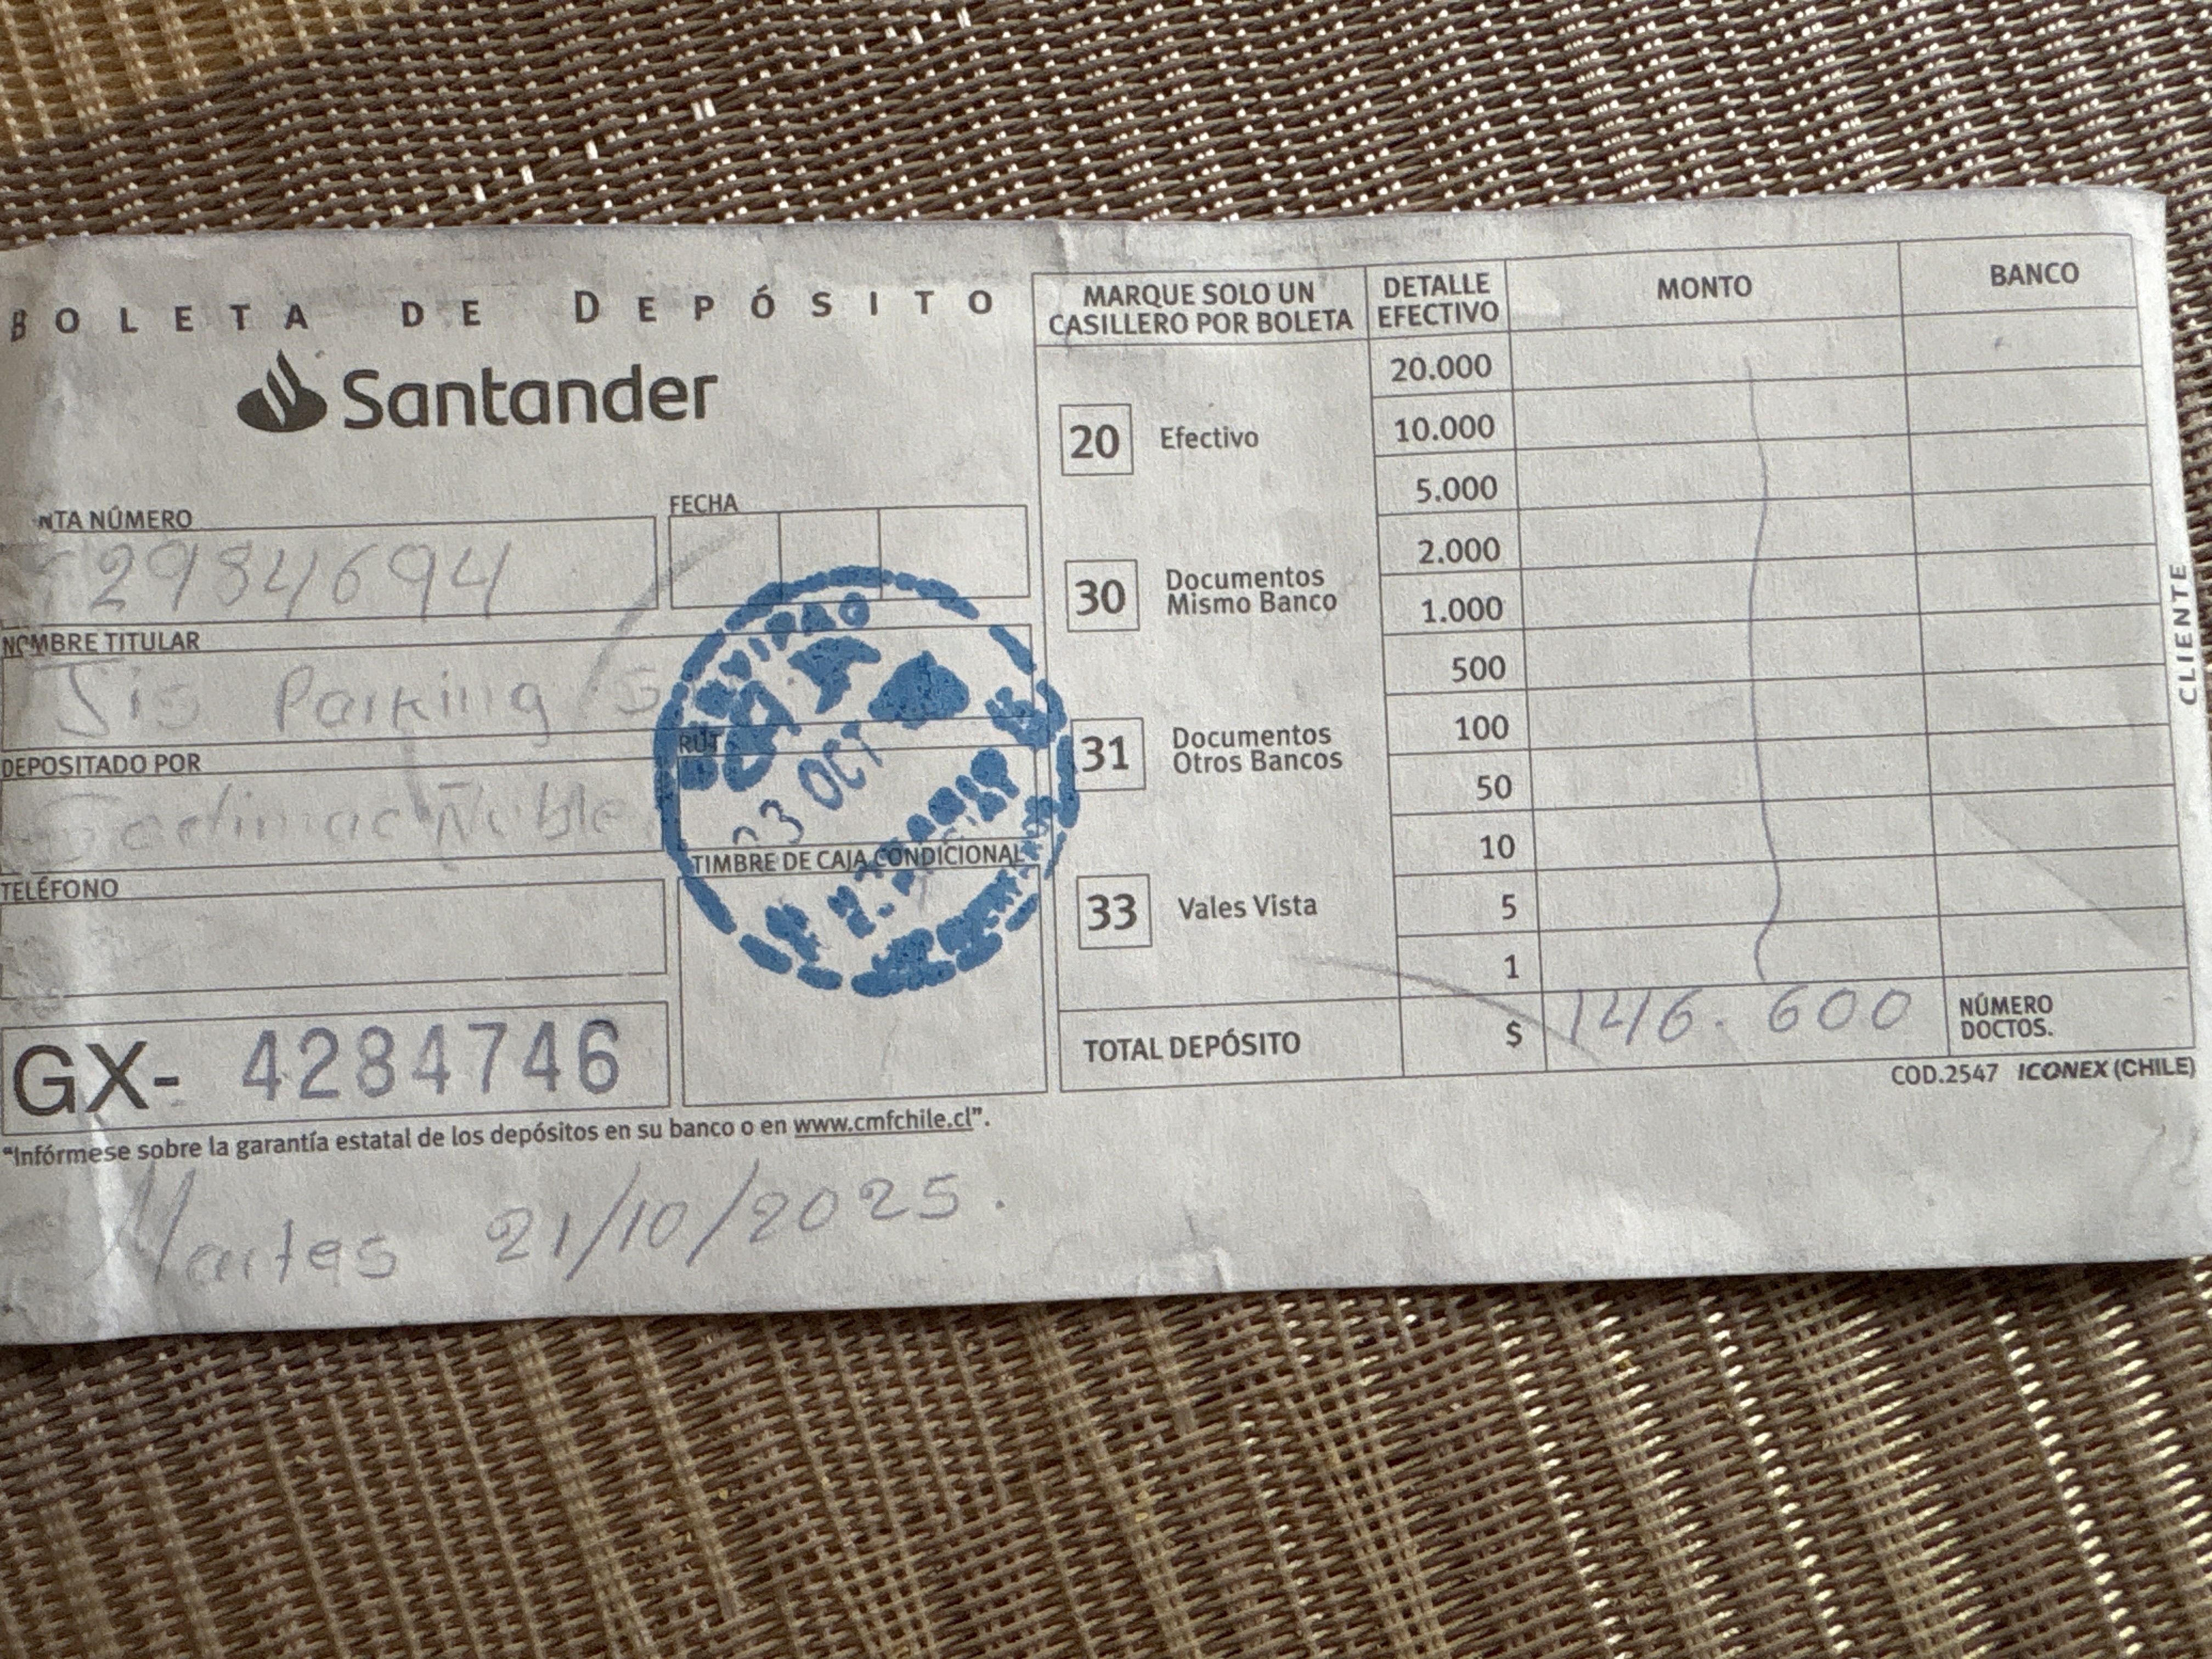 BOLETA DE DEPÓSITO
Santander
NTA NÚMERO
2984694
FECHA
NOMBRE TITULAR
Sis Parking S
RUT
DEPOSITADO POR
Sodimac Ñuble
TELÉFONO
TIMBRE DE CAJA CONDICIONAL
3 OCT
GX- 4284746
"Infórmese sobre la garantía estatal de los depósitos en su banco o en www.cmfchile.cl".
Martes 21/10/2025.
MARQUE SOLO UN
CASILLERO POR BOLETA
20 Efectivo
30 Documentos
Mismo Banco
31 Documentos
Otros Bancos
33 Vales Vista
DETALLE
EFECTIVO
MONTO
BANCO
20.000
10.000
5.000
2.000
1.000
500
100
50
10
5
1
TOTAL DEPÓSITO $ 146.600
NÚMERO
DOCTOS.
COD.2547 ICONEX (CHILE)
CLIENTE